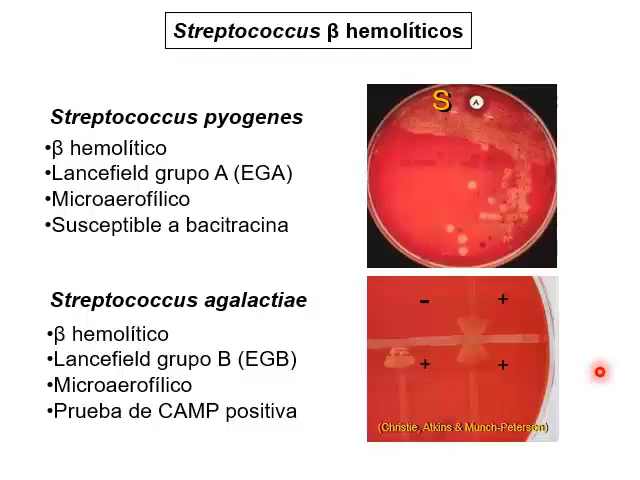 Streptococcus β hemolíticos
Streptococcus pyogenes
•β hemolítico
•Lancefield grupo A (EGA)
•Microaerofílico
•Susceptible a bacitracina
S A
Streptococcus agalactiae
•β hemolítico
•Lancefield grupo B (EGB)
•Microaerofílico
•Prueba de CAMP positiva
- +
+ +
(Christie, Atkins & Munch-Peterson)